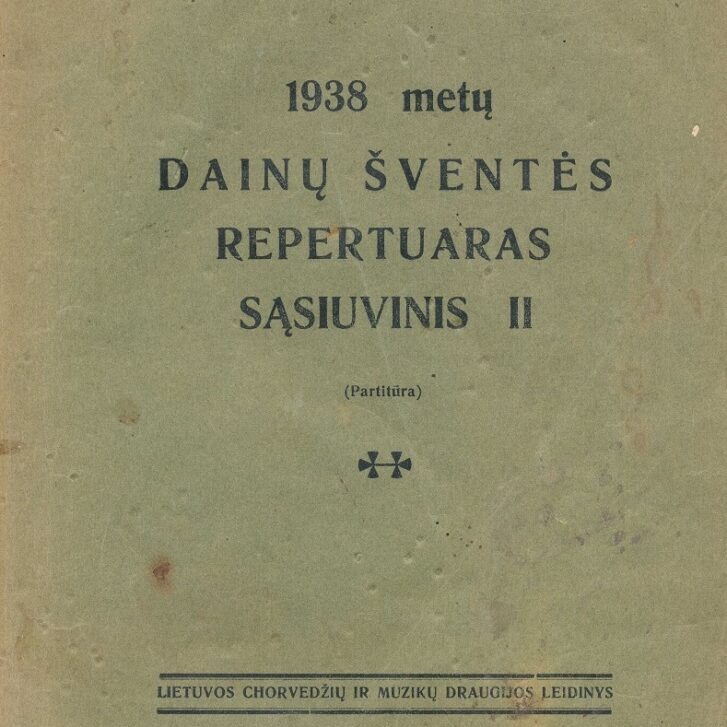 1938 metų
DAINŲ ŠVENTĖS
REPERTUARAS
SĄSIUVINIS II
(Partitūra)
LIETUVOS CHORVEDŽIŲ IR MUZIKŲ DRAUGIJOS LEIDINYS